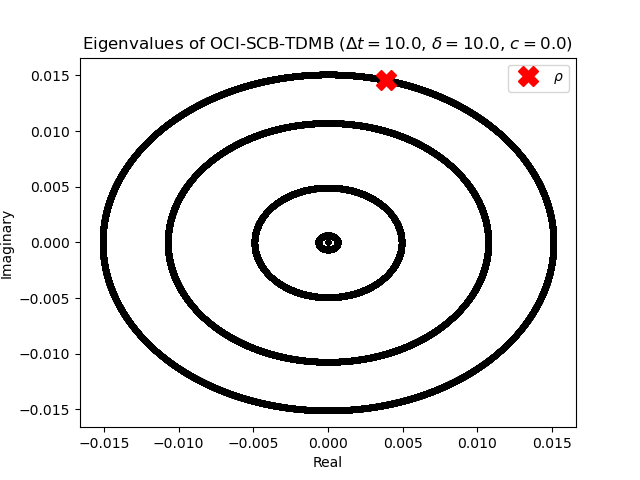 Eigenvalues of OCI-SCB-TDMB (Δt = 10.0, δ = 10.0, c = 0.0)
ρ
0.015
0.010
0.005
0.000
−0.005
−0.010
−0.015
Imaginary
−0.015 −0.010 −0.005 0.000 0.005 0.010 0.015
Real